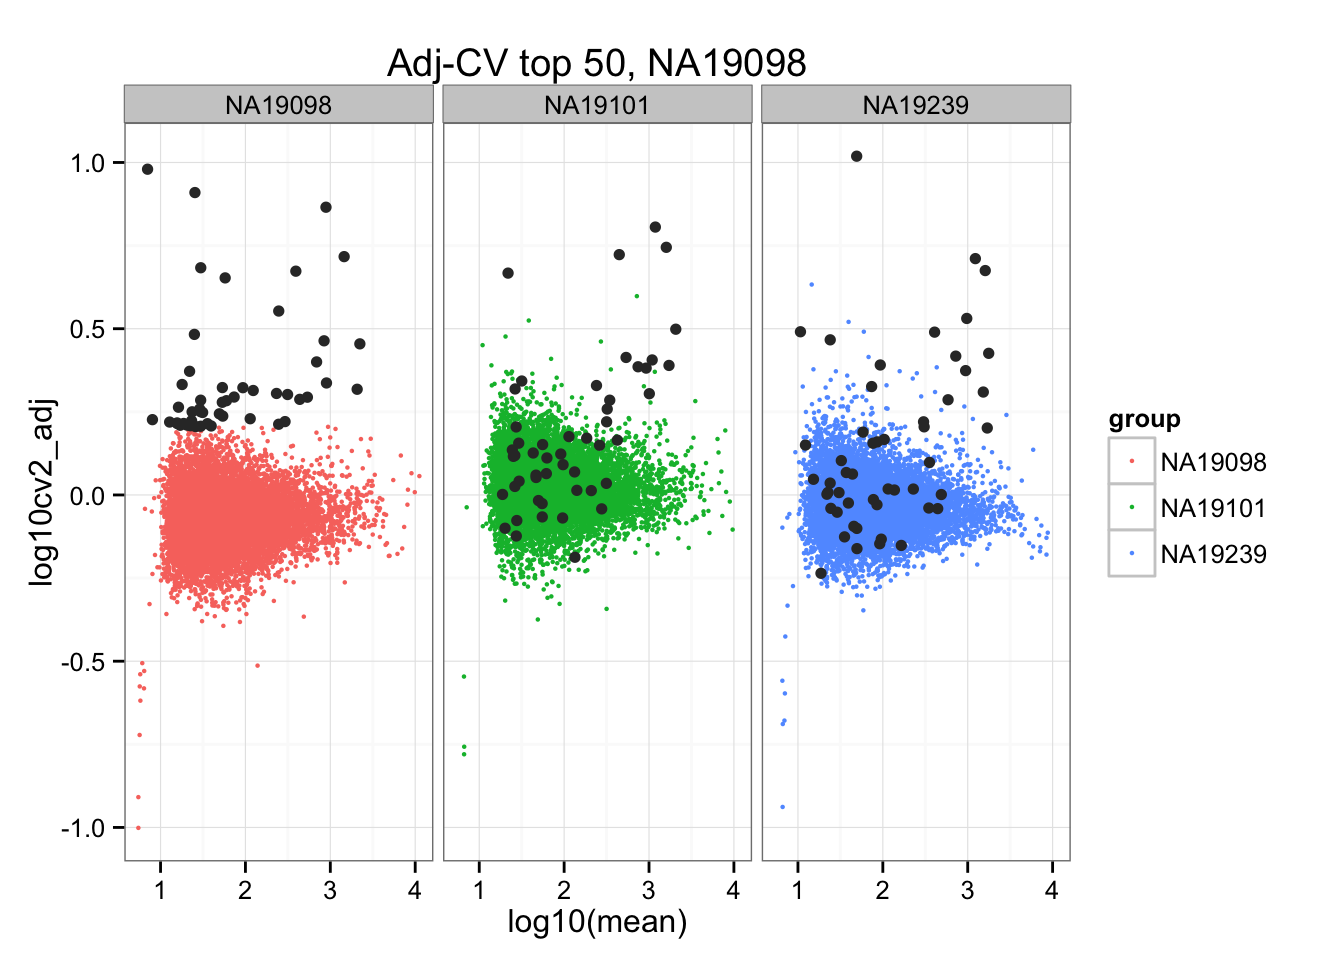 Adj-CV top 50, NA19098
NA19098 NA19101 NA19239
1.0
0.5
0.0
-0.5
-1.0
log10cv2_adj
1 2 3 4 1 2 3 4 1 2 3 4
log10(mean)
group
NA19098
NA19101
NA19239